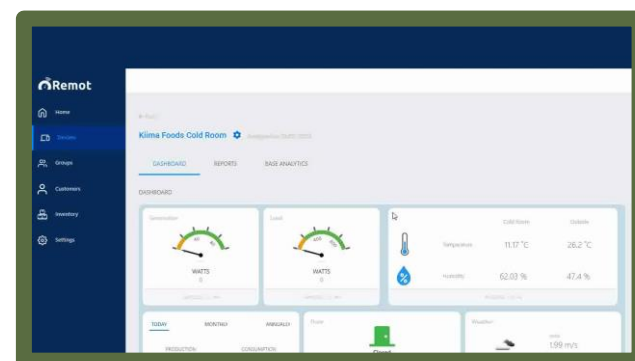 Remot
Home
Devices
Groups
Customers
Inventory
Settings
Kiima Foods Cold Room
DASHBOARD
REPORTS
BASE ANALYTICS
DASHBOARD
Generation
Load
WATTS
0
WATTS
0
Cold Room
Outside
Temperature
11.17 °C
26.2 °C
Humidity
62.03 %
47.4 %
TODAY
MONTHLY
ANNUALLY
PRODUCTION
CONSUMPTION
Door
Closed
Weather
1.99 m/s